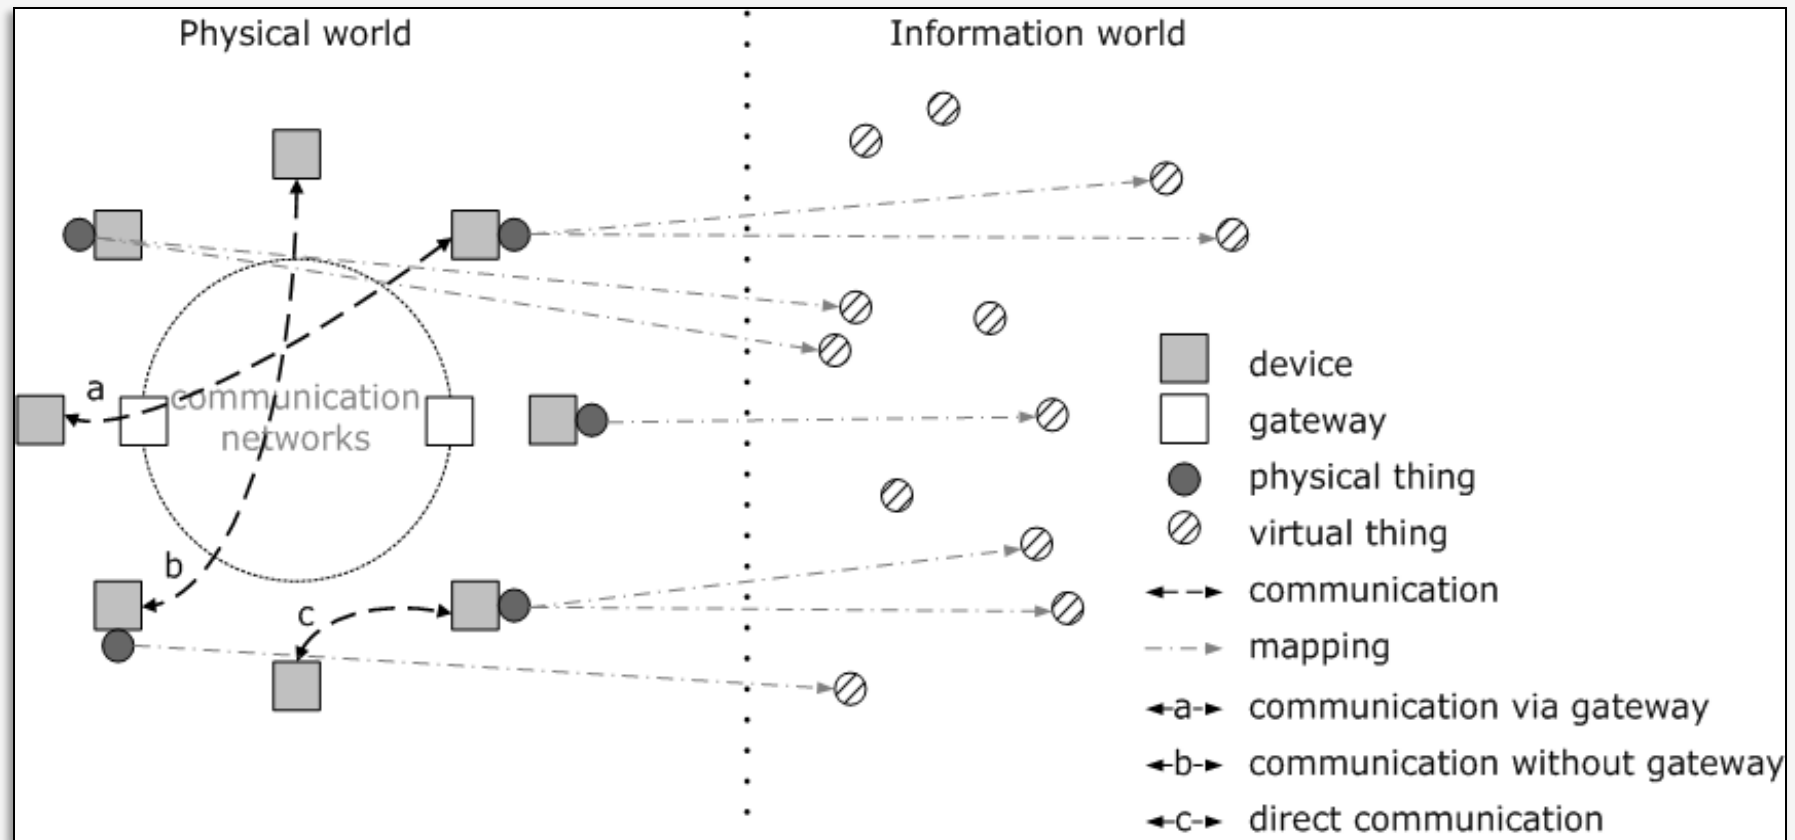 Physical world
Information world
a
communication
networks
b
c
device
gateway
physical thing
virtual thing
communication
mapping
a communication via gateway
b communication without gateway
c direct communication